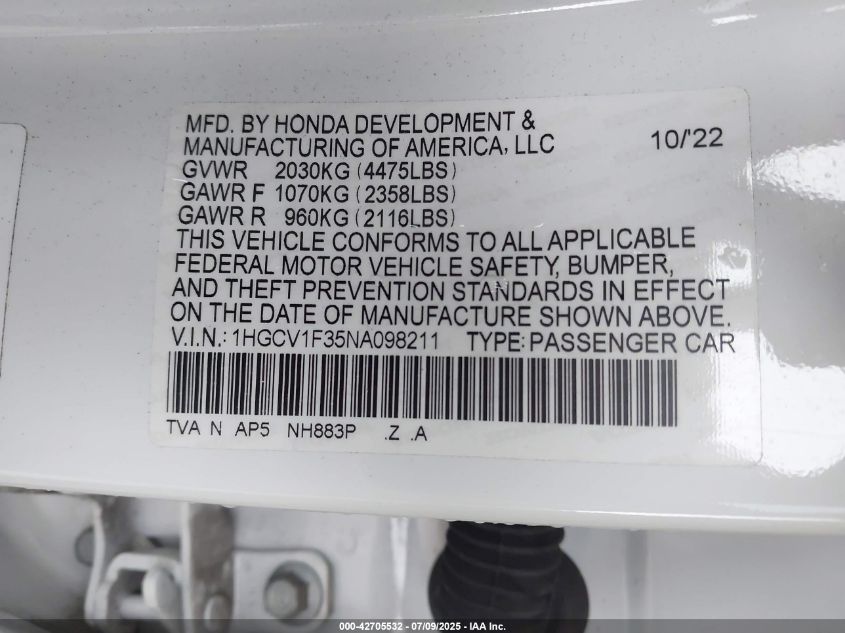 MFD. BY HONDA DEVELOPMENT &
MANUFACTURING OF AMERICA, LLC 10/'22
GVWR 2030KG (4475LBS)
GAWR F 1070KG (2358LBS)
GAWR R 960KG (2116LBS)
THIS VEHICLE CONFORMS TO ALL APPLICABLE
FEDERAL MOTOR VEHICLE SAFETY, BUMPER,
AND THEFT PREVENTION STANDARDS IN EFFECT
ON THE DATE OF MANUFACTURE SHOWN ABOVE.
V.I.N.: 1HGCV1F35NA098211 TYPE: PASSENGER CAR
TVA N AP5 NH883P .Z .A
000-42705532 - 07/09/2025 - IAA Inc.